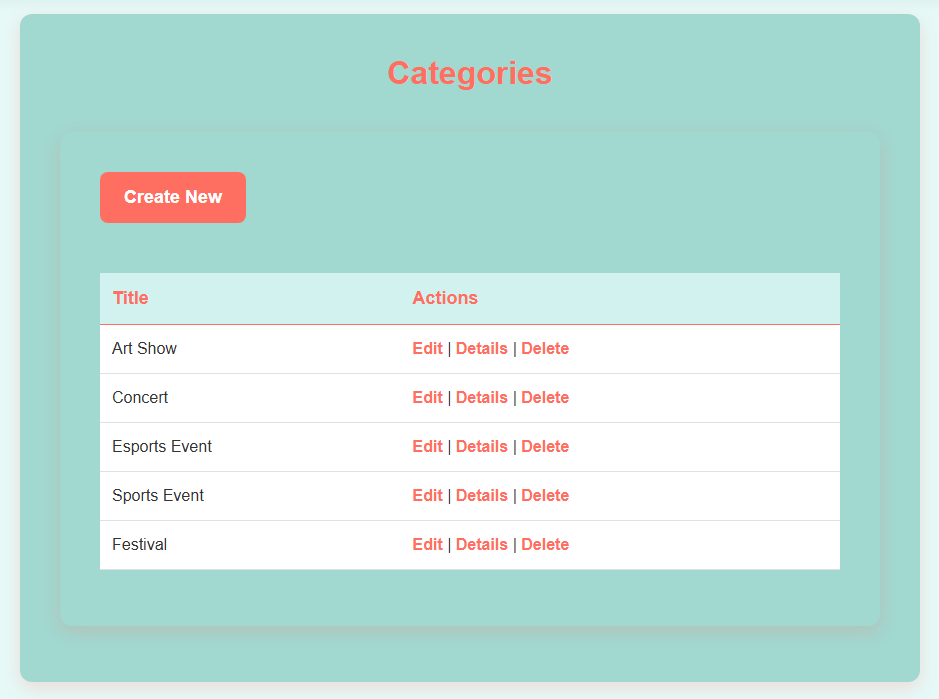 Categories
Create New
Title Actions
Art Show Edit | Details | Delete
Concert Edit | Details | Delete
Esports Event Edit | Details | Delete
Sports Event Edit | Details | Delete
Festival Edit | Details | Delete